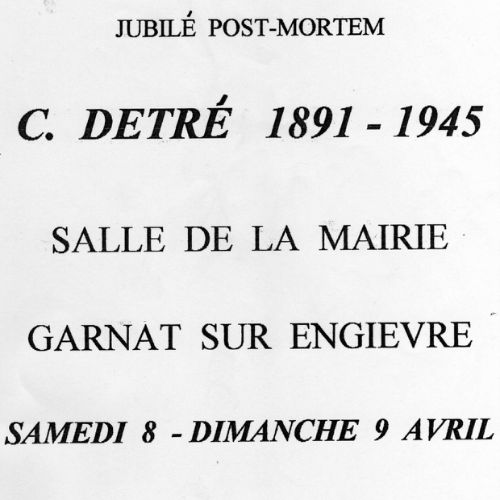 JUBILÉ POST-MORTEM
C. DETRÉ 1891 - 1945
SALLE DE LA MAIRIE
GARNAT SUR ENGIEVRE
SAMEDI 8 - DIMANCHE 9 AVRIL